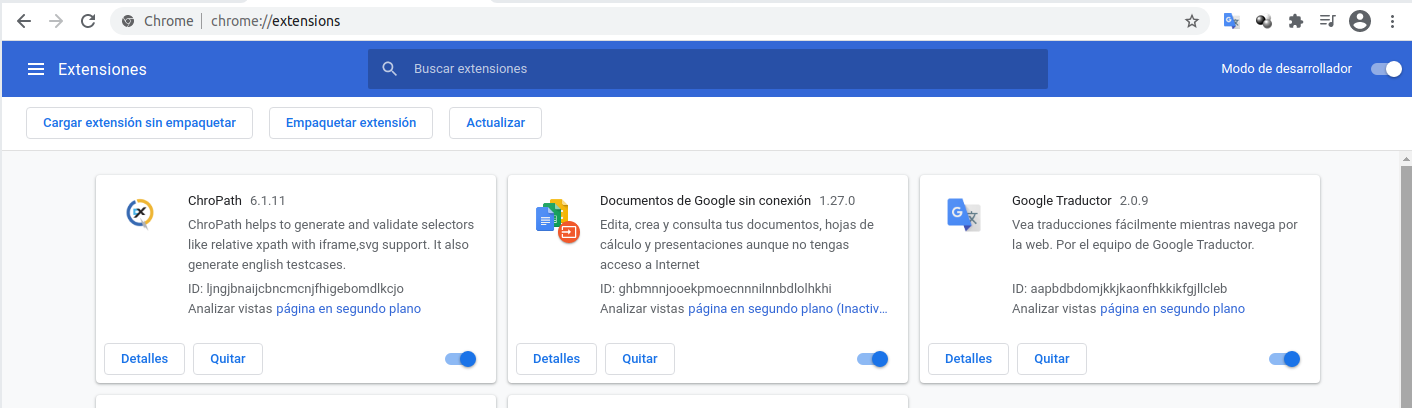 Chrome | chrome://extensions
Extensiones
Buscar extensiones
Modo de desarrollador
Cargar extensión sin empaquetar
Empaquetar extensión
Actualizar
ChroPath 6.1.11
ChroPath helps to generate and validate selectors
like relative xpath with iframe,svg support. It also
generate english testcases.
ID: ljngjbnaijcbncmcnjfhigebomdlkcjo
Analizar vistas página en segundo plano
Detalles
Quitar
Documentos de Google sin conexión 1.27.0
Edita, crea y consulta tus documentos, hojas de
cálculo y presentaciones aunque no tengas
acceso a Internet
ID: ghbmnnjooekpmoecnnnilnnbdlolhkhi
Analizar vistas página en segundo plano (Inactiv…
Detalles
Quitar
Google Traductor 2.0.9
Vea traducciones fácilmente mientras navega por
la web. Por el equipo de Google Traductor.
ID: aapbdbdomjkkjkaonfhkkikfgjllcleb
Analizar vistas página en segundo plano
Detalles
Quitar